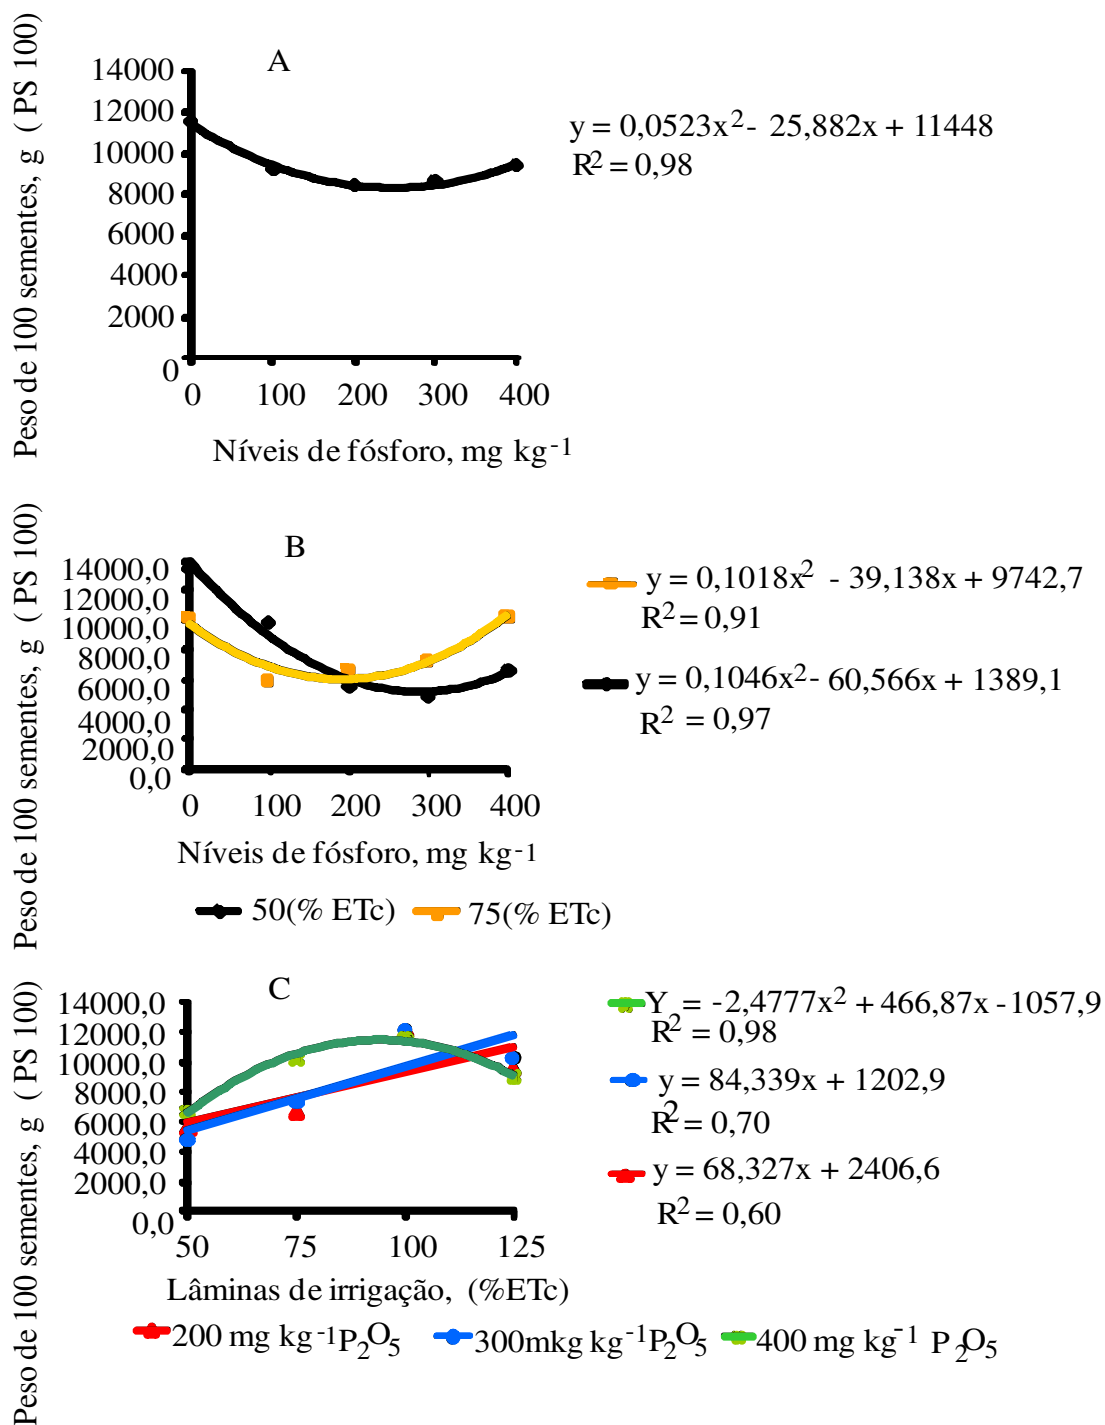 Peso de 100 sementes, g ( PS 100)
A
14000
12000
10000
8000
6000
4000
2000
0
0 100 200 300 400
Níveis de fósforo, mg kg-1
y = 0,0523x2 - 25,882x + 11448
R2 = 0,98
Peso de 100 sementes, g ( PS 100)
B
14000,0
12000,0
10000,0
8000,0
6000,0
4000,0
2000,0
0,0
0 100 200 300 400
Níveis de fósforo, mg kg-1
50(% ETc) 75(% ETc)
y = 0,1018x2 - 39,138x + 9742,7
R2 = 0,91
y = 0,1046x2 - 60,566x + 1389,1
R2 = 0,97
Peso de 100 sementes, g ( PS 100)
C
14000,0
12000,0
10000,0
8000,0
6000,0
4000,0
2000,0
0,0
50 75 100 125
Lâminas de irrigação, (%ETc)
200 mg kg-1P2O5 300mkg kg-1P2O5 400 mg kg-1 P2O5
Y = -2,4777x2 + 466,87x -1057,9
R2 = 0,98
y = 84,339x + 1202,9
R2 = 0,70
y = 68,327x + 2406,6
R2 = 0,60